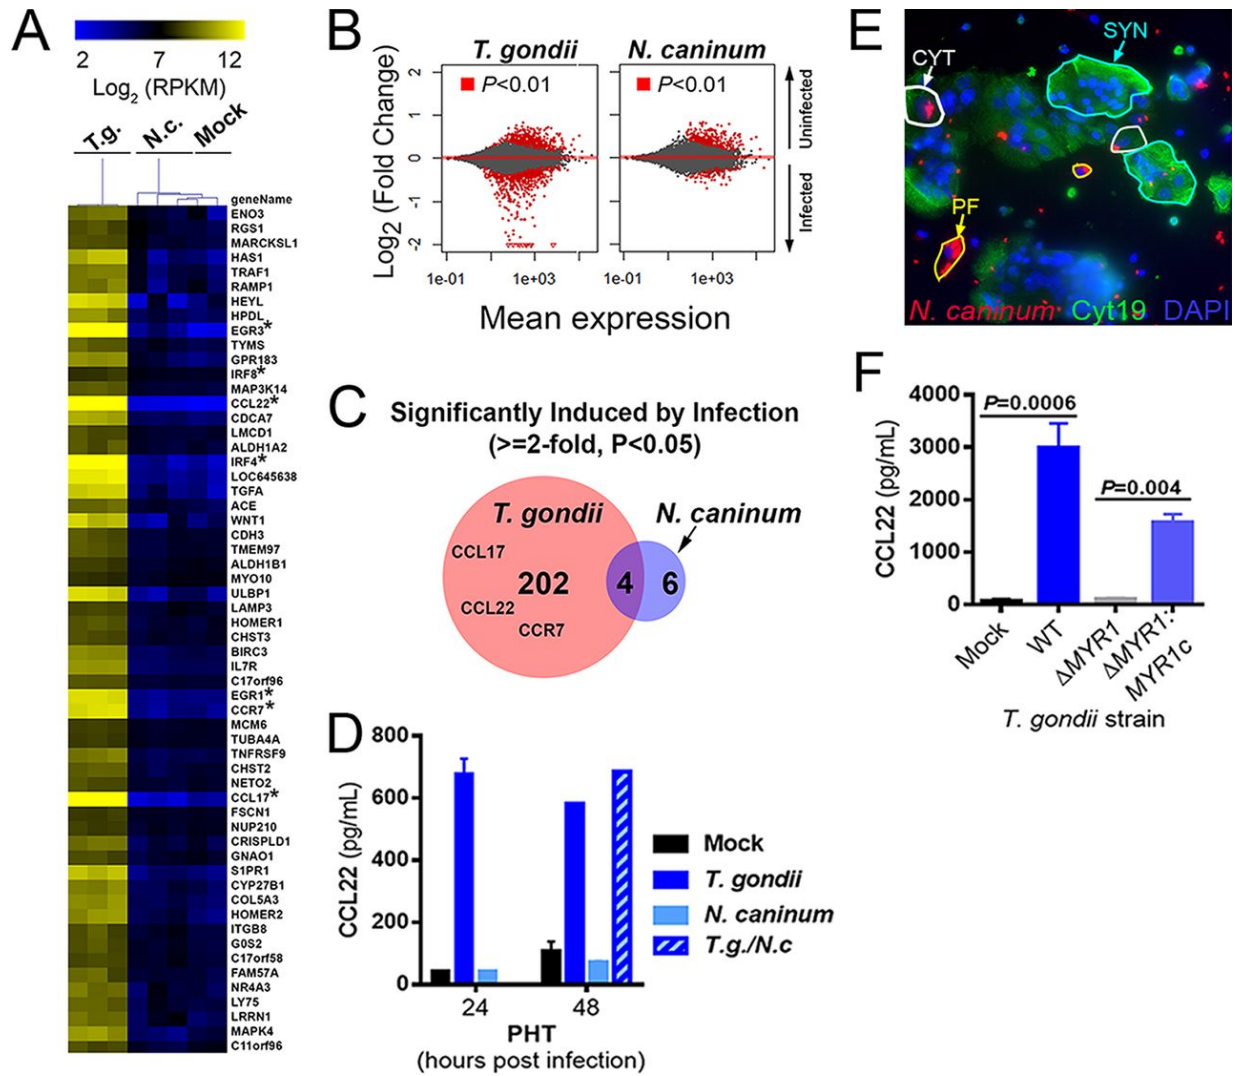 A
2 7 12
Log2 (RPKM)
T.g. N.c. Mock
geneName
ENO3
RGS1
MARCKSL1
HAS1
TRAF1
RAMP1
HEYL
HPDL
EGR3*
TYMS
GPR183
IRF8*
MAP3K14
CCL22*
CDCA7
LMCD1
ALDH1A2
IRF4*
LOC645638
TGFA
ACE
WNT1
CDH3
TMEM97
ALDH1B1
MYO10
ULBP1
LAMP3
HOMER1
CHST3
BIRC3
IL7R
C17orf96
EGR1*
CCR7*
MCM6
TUBA4A
TNFRSF9
CHST2
NETO2
CCL17*
FSCN1
NUP210
CRISPLD1
GNAO1
S1PR1
CYP27B1
COL5A3
HOMER2
ITGB8
G0S2
C17orf58
FAM57A
NR4A3
LY75
LRRN1
MAPK4
C11orf96
B
T. gondii N. caninum
P<0.01 P<0.01
Log2 (Fold Change)
2
1
0
-1
-2
Uninfected
Infected
1e-01 1e+03 1e-01 1e+03
Mean expression
C
Significantly Induced by Infection
(>=2-fold, P<0.05)
T. gondii N. caninum
CCL17
202 4 6
CCL22
CCR7
D
CCL22 (pg/mL)
800
600
400
200
0
24 48
PHT
(hours post infection)
Mock
T. gondii
N. caninum
T.g./N.c
E
SYN
CYT
PF
N. caninum Cyt19 DAPI
F
CCL22 (pg/mL)
4000
3000
2000
1000
0
P=0.0006
P=0.004
Mock
WT
ΔMYR1
ΔMYR1:
MYR1c
T. gondii strain